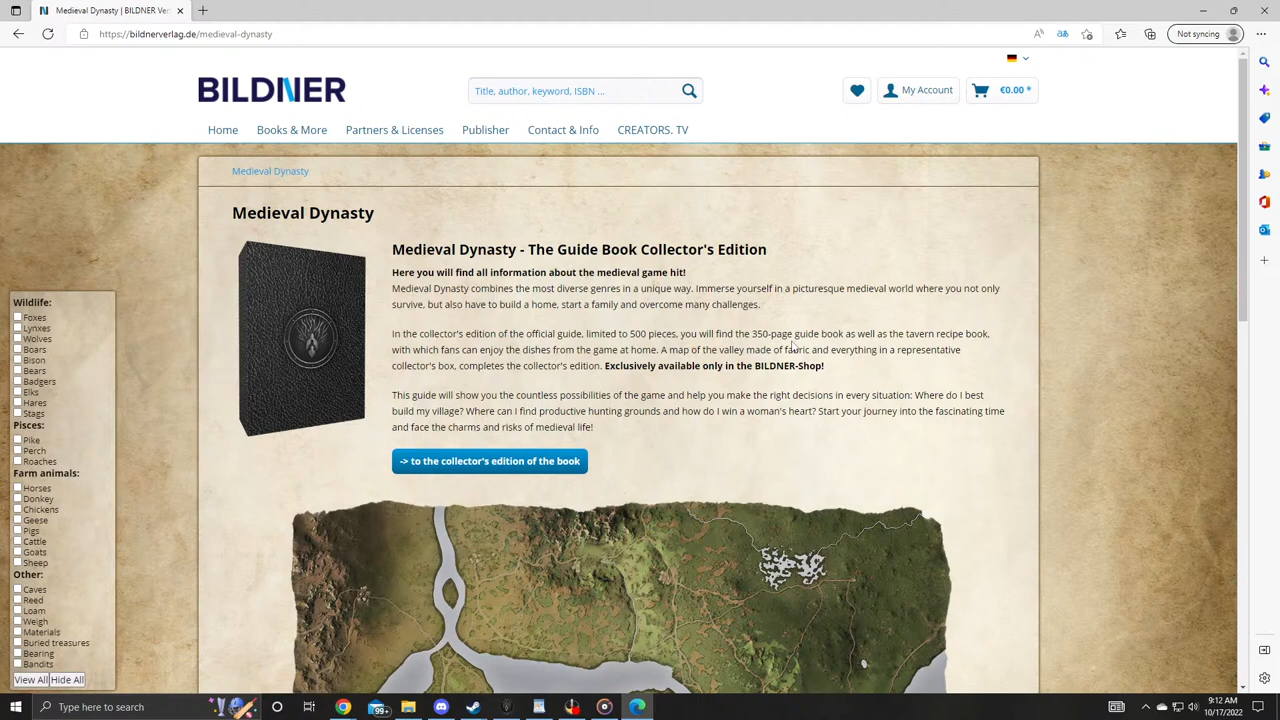 Medieval Dynasty | BILDNER Ver
https://bildnerverlag.de/medieval-dynasty
Not syncing
BILDNER
Title, author, keyword, ISBN ...
My Account
€0.00 *
Home
Books & More
Partners & Licenses
Publisher
Contact & Info
CREATORS. TV
Medieval Dynasty
Medieval Dynasty
Medieval Dynasty - The Guide Book Collector's Edition
Here you will find all information about the medieval game hit!
Medieval Dynasty combines the most diverse genres in a unique way. Immerse yourself in a picturesque medieval world where you not only
survive, but also have to build a home, start a family and overcome many challenges.
In the collector's edition of the official guide, limited to 500 pieces, you will find the 350-page guide book as well as the tavern recipe book,
with which fans can enjoy the dishes from the game at home. A map of the valley made of fabric and everything in a representative
collector's box, completes the collector's edition. Exclusively available only in the BILDNER-Shop!
This guide will show you the countless possibilities of the game and help you make the right decisions in every situation: Where do I best
build my village? Where can I find productive hunting grounds and how do I win a woman's heart? Start your journey into the fascinating time
and face the charms and risks of medieval life!
-> to the collector's edition of the book
Wildlife:
Foxes
Lynxes
Wolves
Boars
Bison
Bears
Badgers
Elks
Hares
Stags
Pisces:
Pike
Perch
Roaches
Farm animals:
Horses
Donkey
Chickens
Geese
Pigs
Cattle
Goats
Sheep
Other:
Caves
Reed
Loam
Weigh
Materials
Buried treasures
Bearing
Bandits
View All Hide All
Type here to search
99+
9:12 AM
10/17/2022